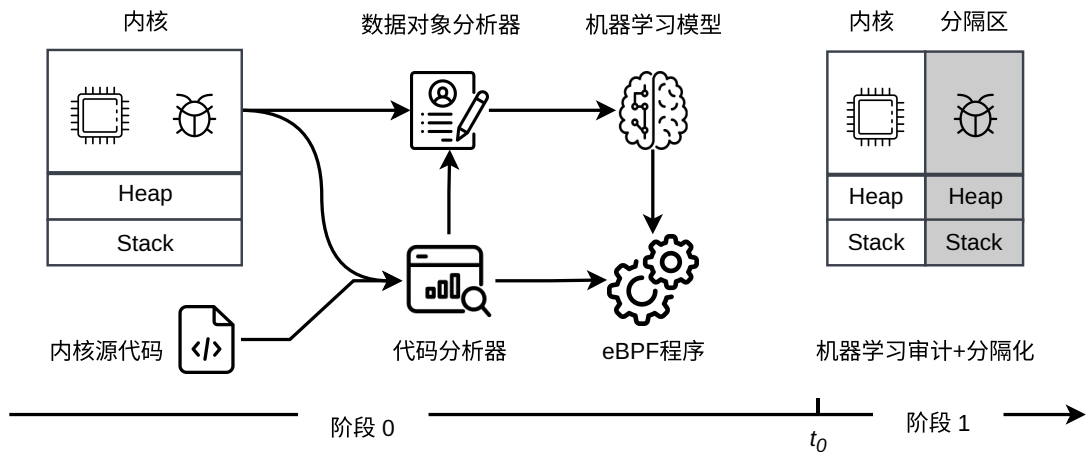 内核
数据对象分析器
机器学习模型
内核
分隔区
Heap
Stack
Heap
Heap
Stack
Stack
内核源代码
代码分析器
eBPF程序
机器学习审计+分隔化
阶段 0
t0
阶段 1